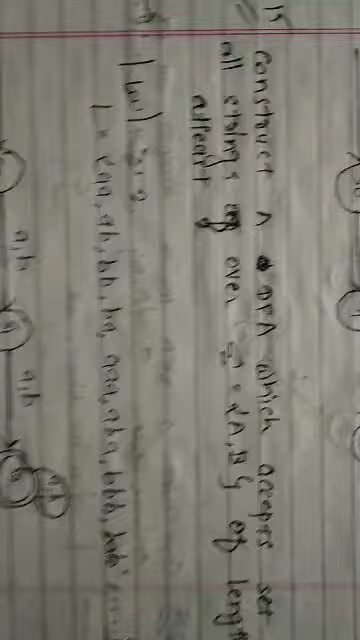 15
Construct A DFA which accepts set
all strings over Σ = {A, B} of lengt
atleast 2
|w| = 2
L = {aa, ab, bb, ba, aaa, aba, bbb,
a,b
a,b